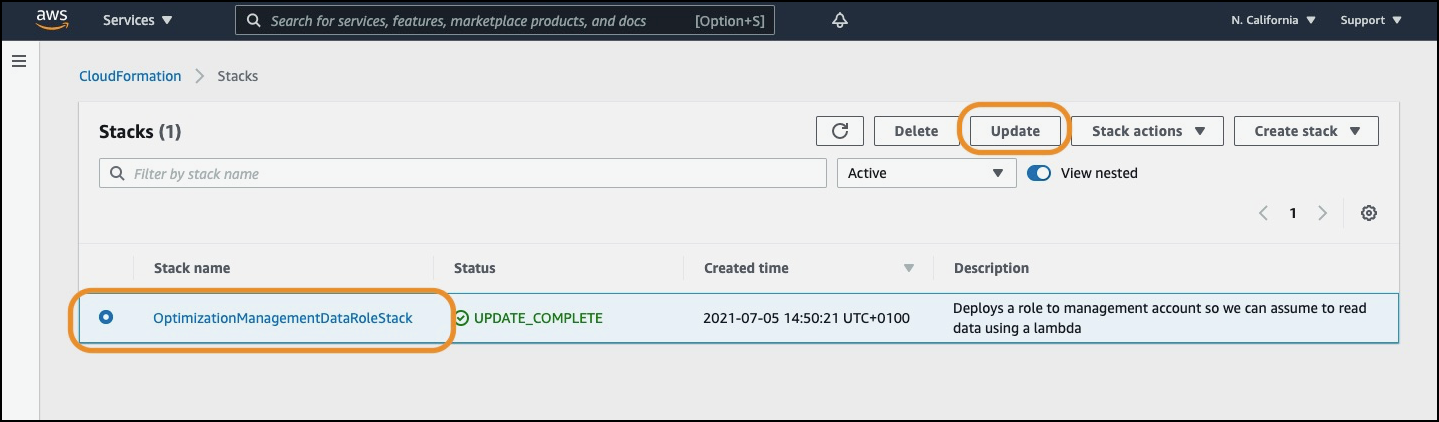 aws Services Search for services, features, marketplace products, and docs [Option+S] N. California Support
CloudFormation Stacks
Stacks (1) Delete Update Stack actions Create stack
Filter by stack name Active View nested
1
Stack name Status Created time Description
OptimizationManagementDataRoleStack UPDATE_COMPLETE 2021-07-05 14:50:21 UTC+0100 Deploys a role to management account so we can assume to read
data using a lambda